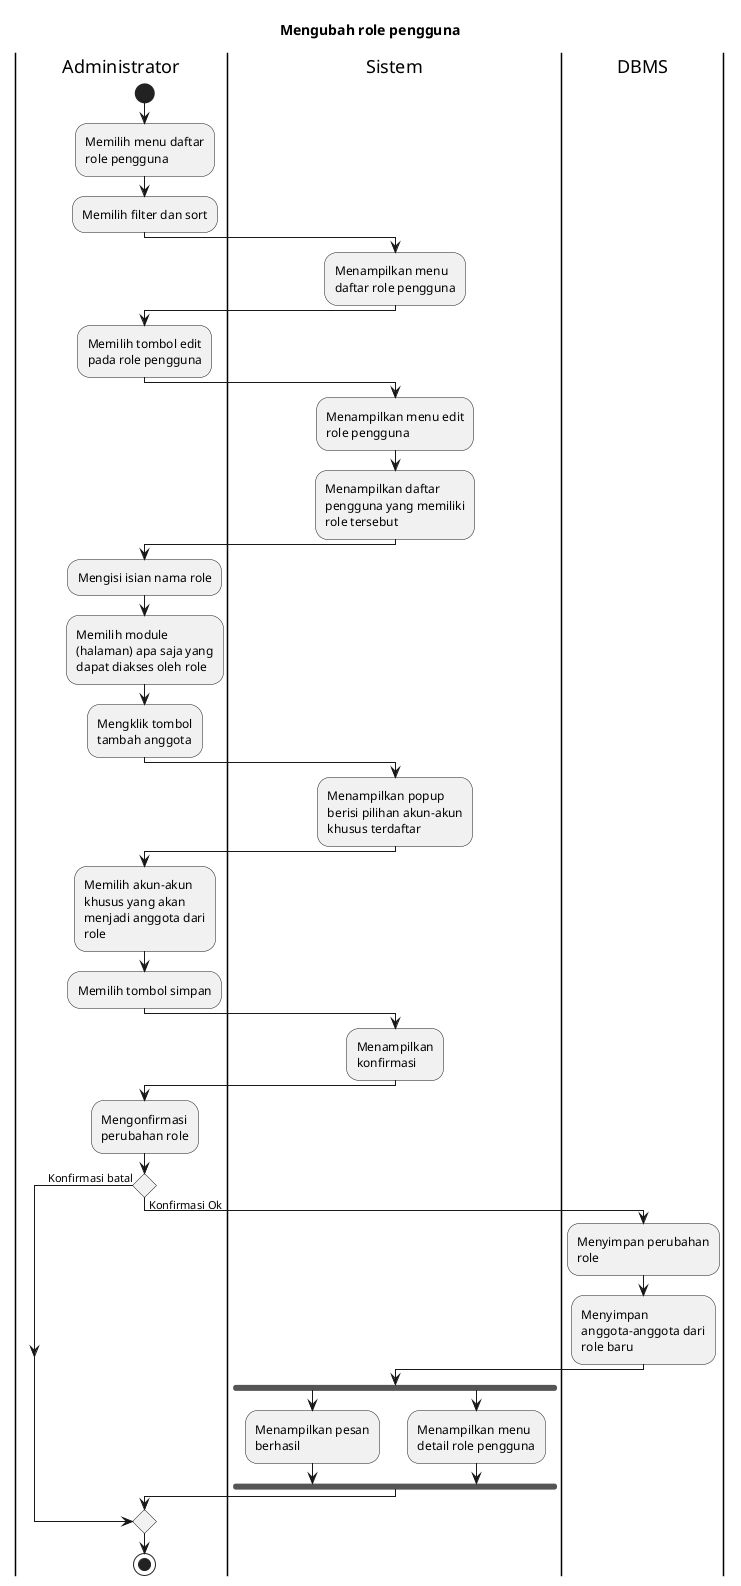 Mengubah role pengguna
Administrator
Sistem
DBMS
Memilih menu daftar
role pengguna
Memilih filter dan sort
Menampilkan menu
daftar role pengguna
Memilih tombol edit
pada role pengguna
Menampilkan menu edit
role pengguna
Menampilkan daftar
pengguna yang memiliki
role tersebut
Mengisi isian nama role
Memilih module
(halaman) apa saja yang
dapat diakses oleh role
Mengklik tombol
tambah anggota
Menampilkan popup
berisi pilihan akun-akun
khusus terdaftar
Memilih akun-akun
khusus yang akan
menjadi anggota dari
role
Memilih tombol simpan
Menampilkan
konfirmasi
Mengonfirmasi
perubahan role
Konfirmasi batal
Konfirmasi Ok
Menyimpan perubahan
role
Menyimpan
anggota-anggota dari
role baru
Menampilkan pesan
berhasil
Menampilkan menu
detail role pengguna